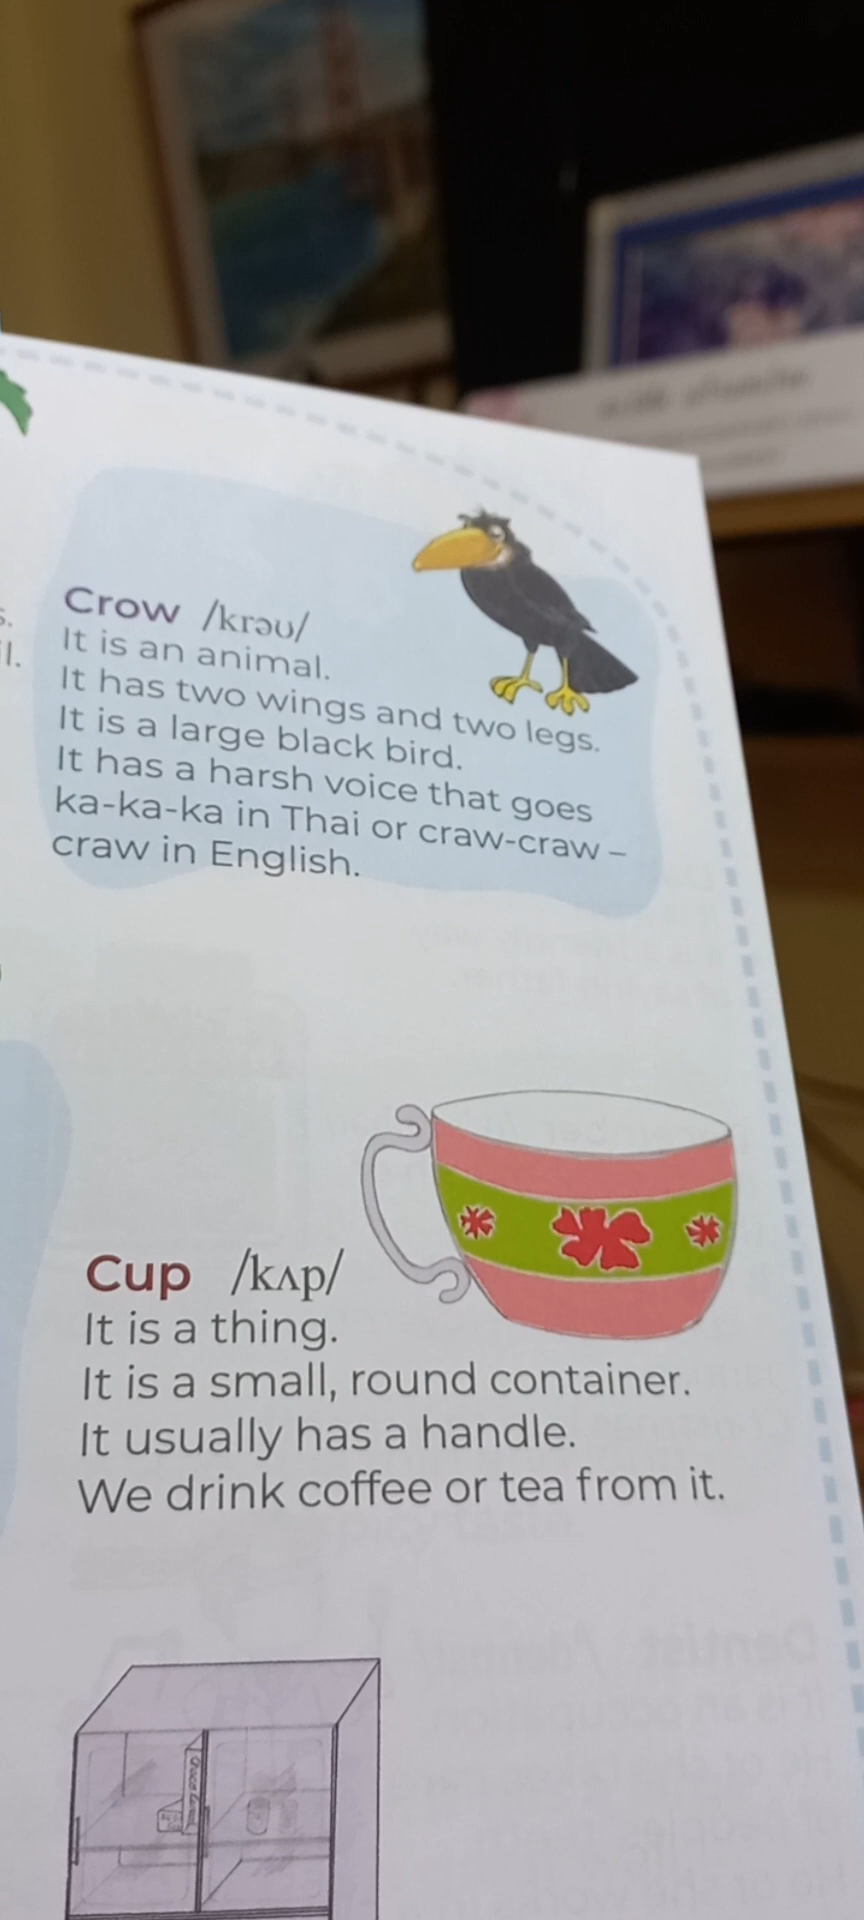 s.
il.
Crow /krəʊ/
It is an animal.
It has two wings and two legs.
It is a large black bird.
It has a harsh voice that goes
ka-ka-ka in Thai or craw-craw –
craw in English.
Cup /kʌp/
It is a thing.
It is a small, round container.
It usually has a handle.
We drink coffee or tea from it.